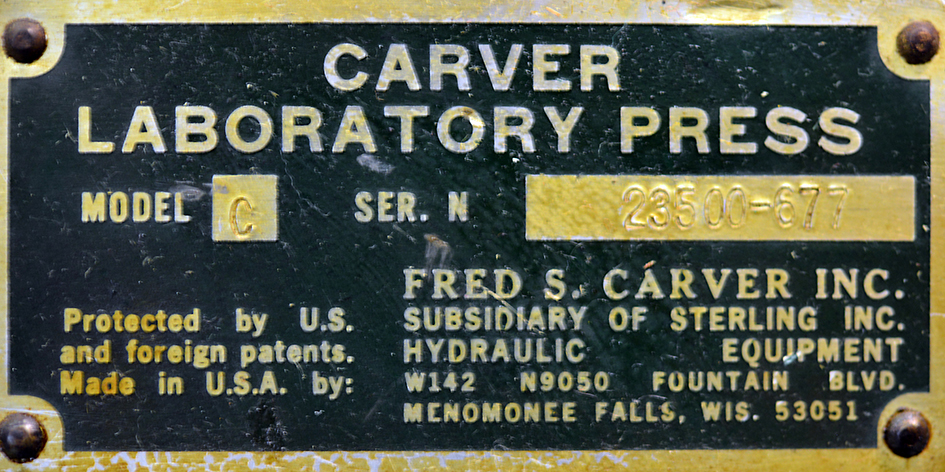 CARVER
LABORATORY PRESS
MODEL C SER. N 23500-677
FRED S. CARVER INC.
Protected by U.S. SUBSIDIARY OF STERLING INC.
and foreign patents. HYDRAULIC EQUIPMENT
Made in U.S.A. by: W142 N9050 FOUNTAIN BLVD.
MENOMONEE FALLS, WIS. 53051